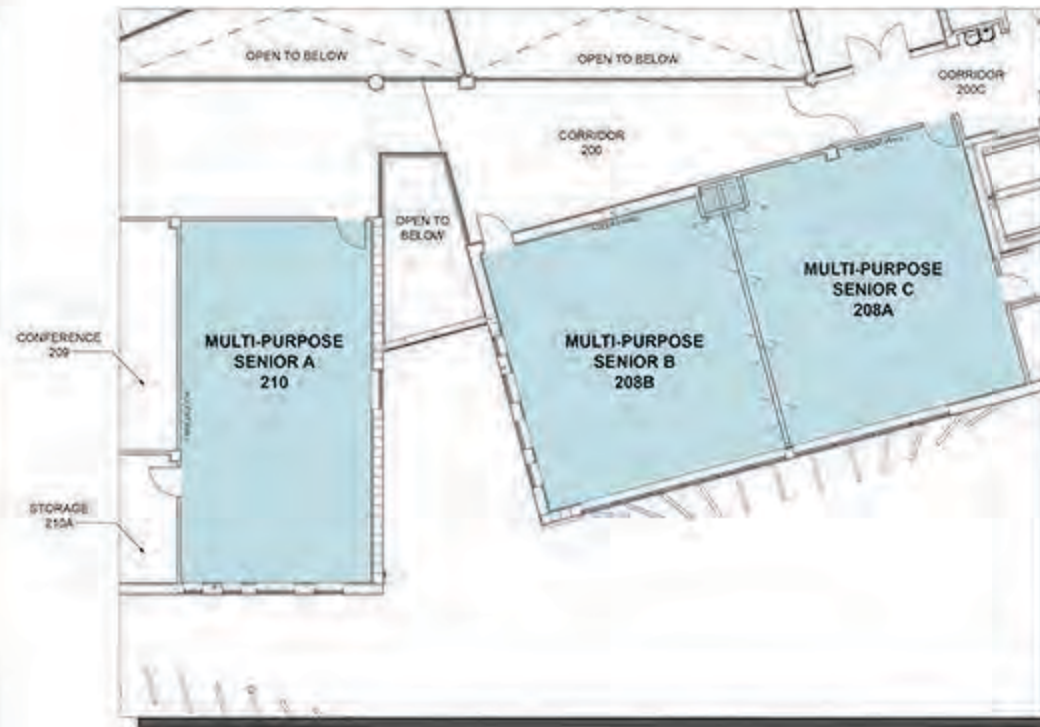 OPEN TO BELOW
OPEN TO BELOW
CORRIDOR
200C
CORRIDOR
200
OPEN TO
BELOW
MULTI-PURPOSE
SENIOR C
208A
CONFERENCE
209
MULTI-PURPOSE
SENIOR A
210
MULTI-PURPOSE
SENIOR B
208B
STORAGE
210A